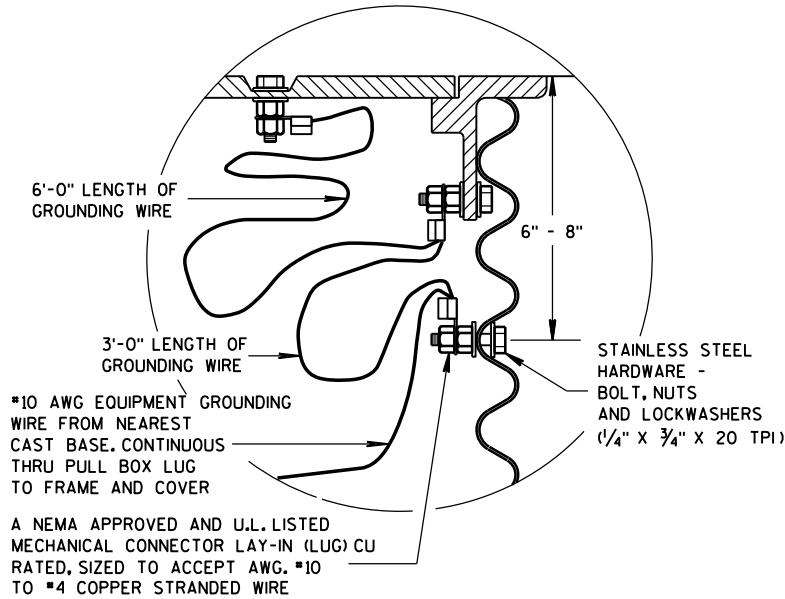 6'-0" LENGTH OF
GROUNDING WIRE
6" - 8"
3'-0" LENGTH OF
GROUNDING WIRE
STAINLESS STEEL
HARDWARE -
BOLT, NUTS
AND LOCKWASHERS
(1/4" X 3/4" X 20 TPI)
#10 AWG EQUIPMENT GROUNDING
WIRE FROM NEAREST
CAST BASE. CONTINUOUS
THRU PULL BOX LUG
TO FRAME AND COVER
A NEMA APPROVED AND U.L. LISTED
MECHANICAL CONNECTOR LAY-IN (LUG) CU
RATED, SIZED TO ACCEPT AWG. #10
TO #4 COPPER STRANDED WIRE